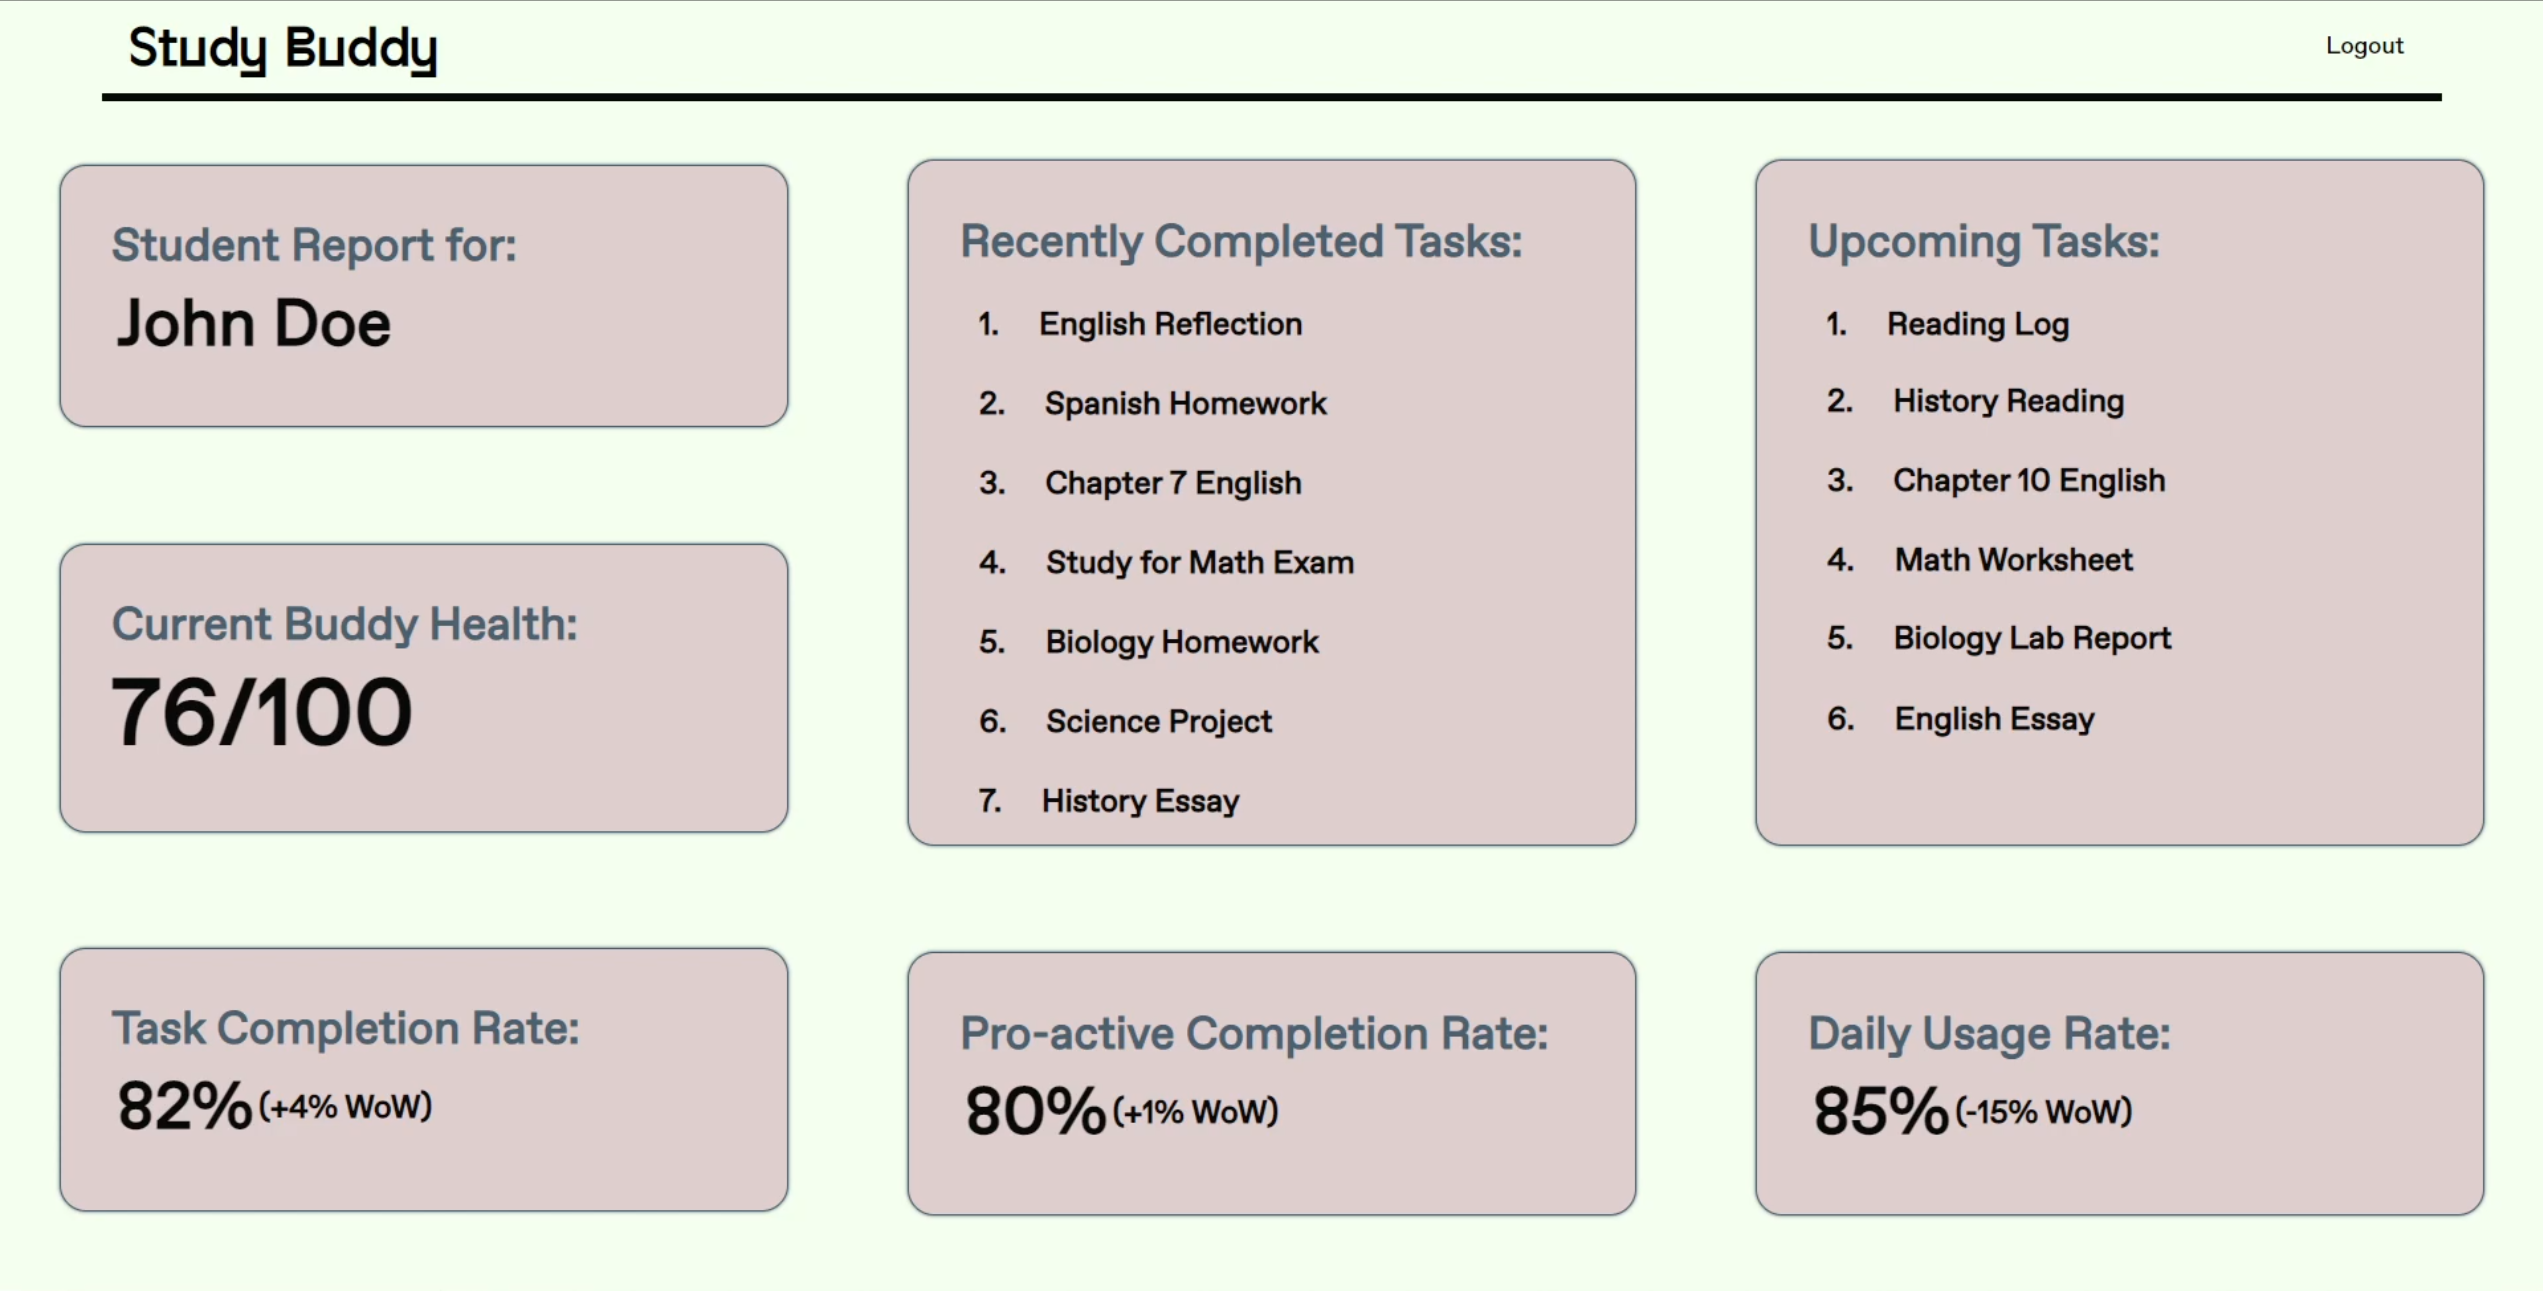 Study Buddy
Logout
Student Report for:
John Doe
Current Buddy Health:
76/100
Recently Completed Tasks:
1. English Reflection
2. Spanish Homework
3. Chapter 7 English
4. Study for Math Exam
5. Biology Homework
6. Science Project
7. History Essay
Upcoming Tasks:
1. Reading Log
2. History Reading
3. Chapter 10 English
4. Math Worksheet
5. Biology Lab Report
6. English Essay
Task Completion Rate:
82% (+4% WoW)
Pro-active Completion Rate:
80% (+1% WoW)
Daily Usage Rate:
85% (-15% WoW)